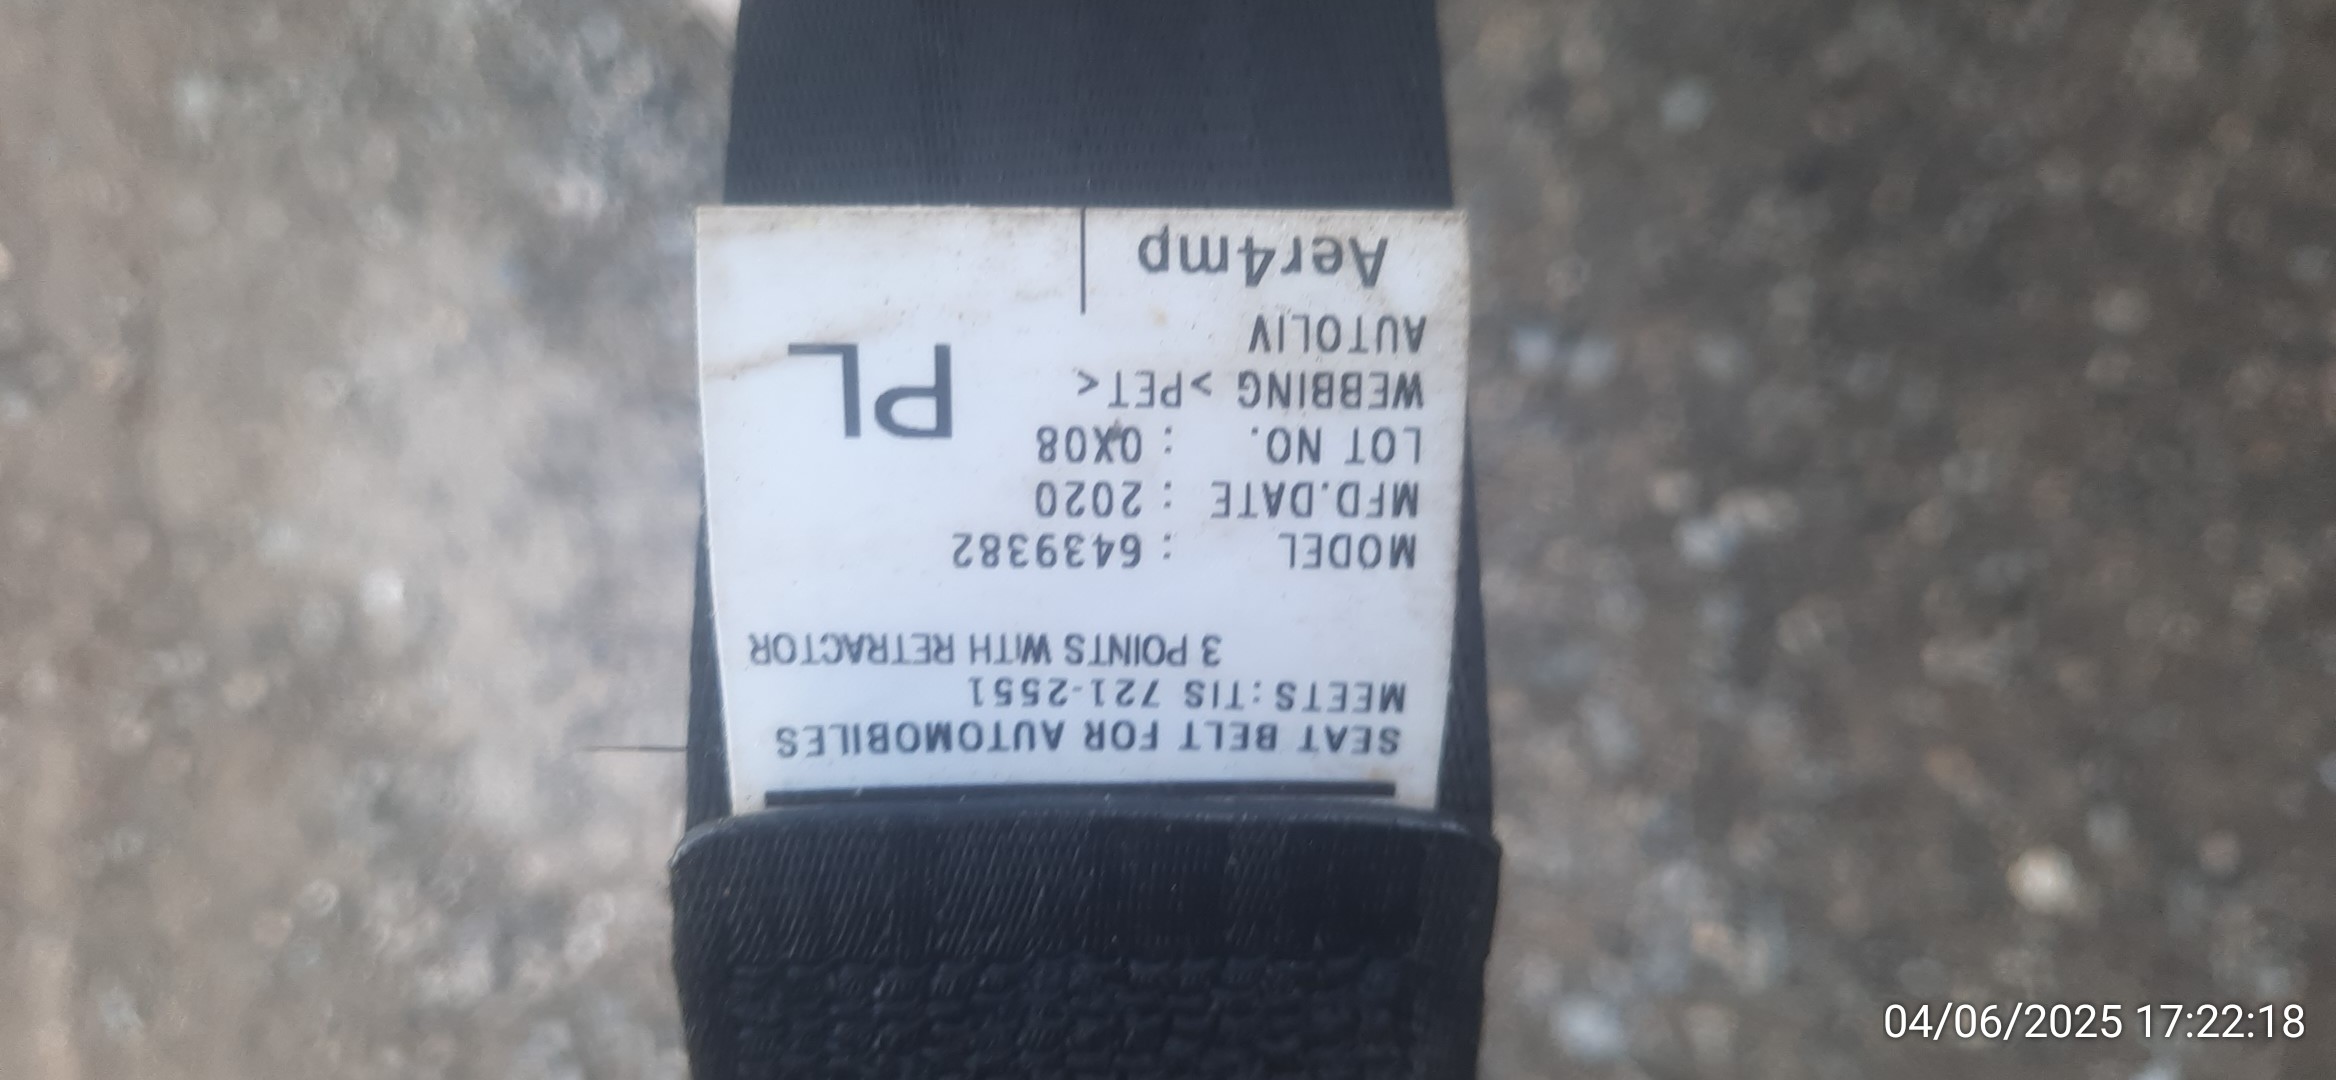 SEAT BELT FOR AUTOMOBILES
MEETS:TIS 721-2551
3 POINTS WITH RETRACTOR
MODEL : 6439382
MFD.DATE : 2020
LOT NO. : 0X08
WEBBING >PET<
AUTOLIV
PL
Aer4mp
04/06/2025 17:22:18